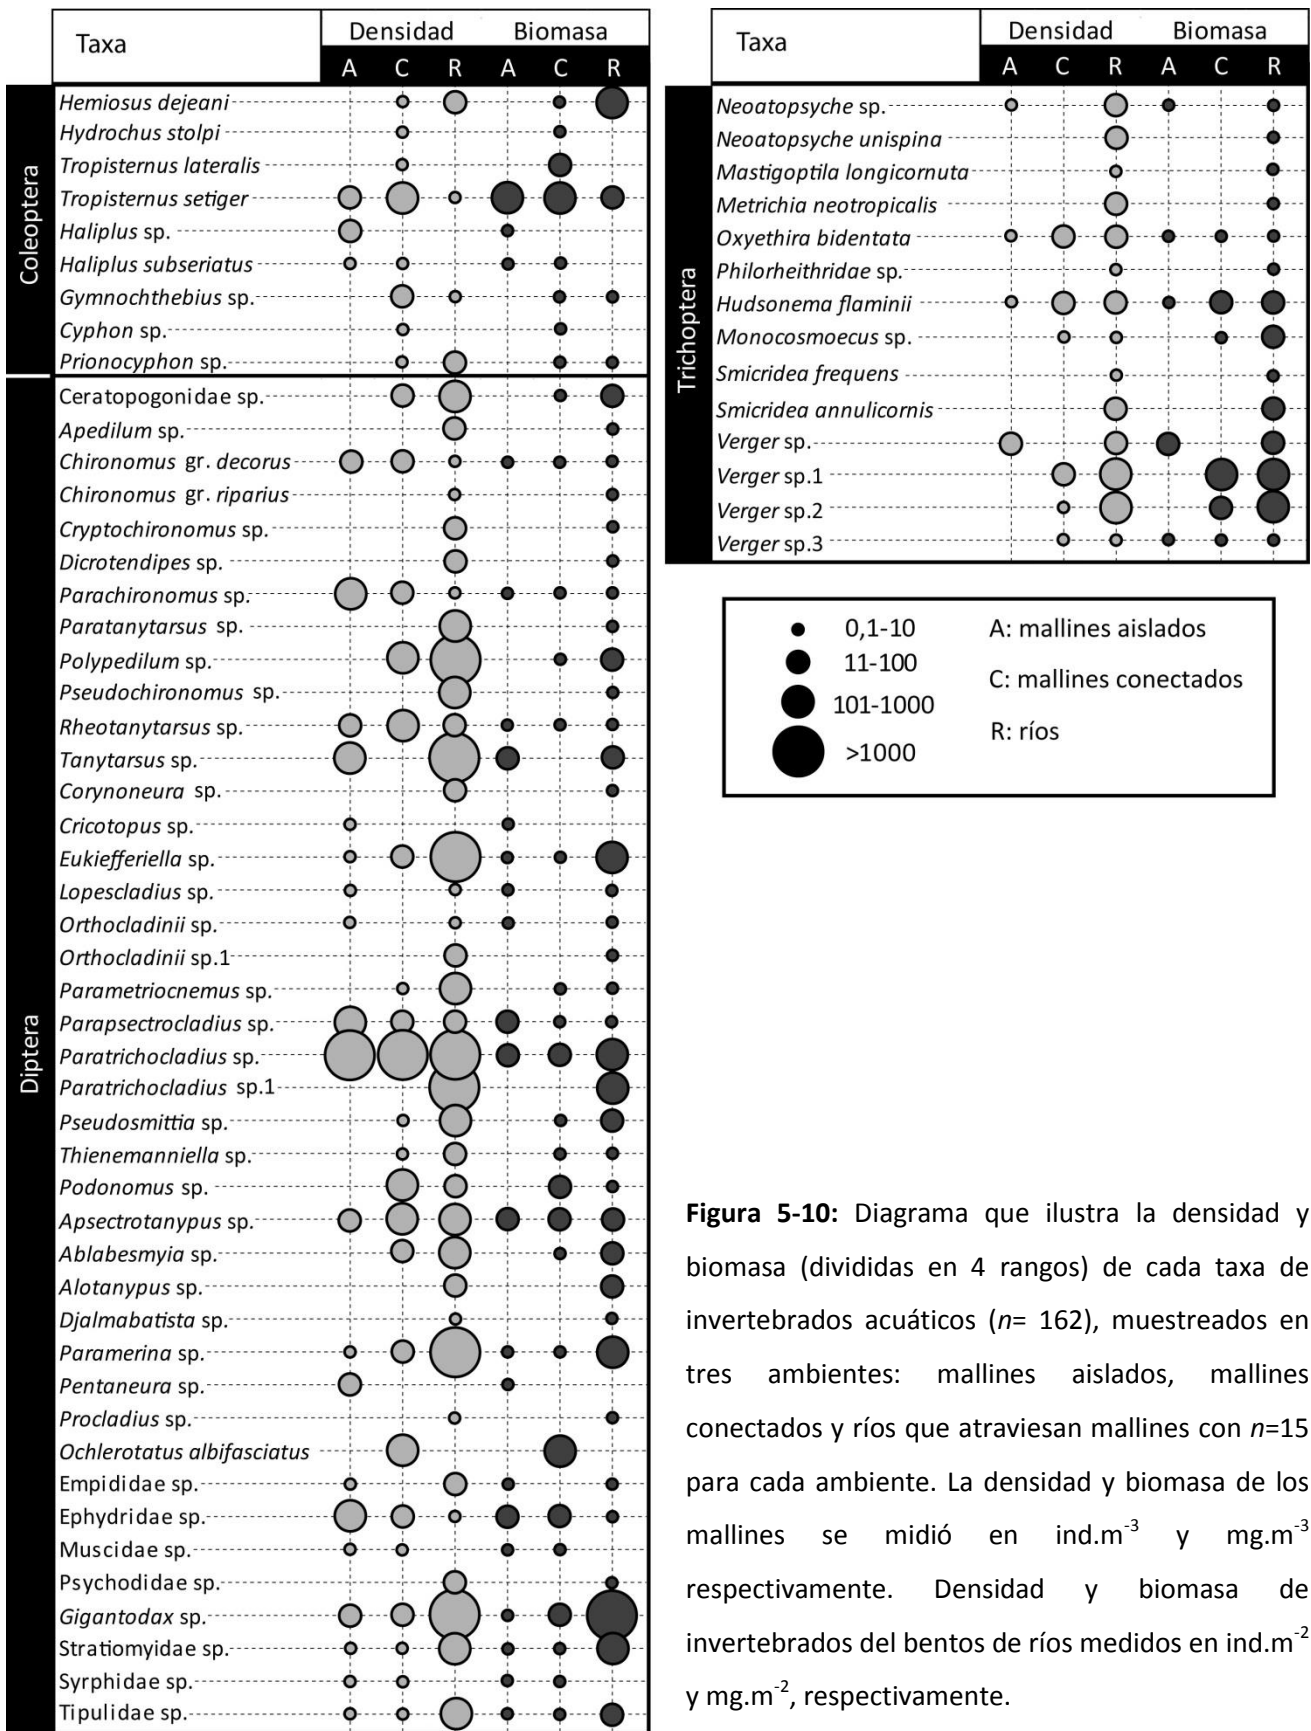 Taxa
Densidad Biomasa
A C R A C R
Coleoptera
Hemiosus dejeani
Hydrochus stolpi
Tropisternus lateralis
Tropisternus setiger
Haliplus sp.
Haliplus subseriatus
Gymnochthebius sp.
Cyphon sp.
Prionocyphon sp.
Diptera
Ceratopogonidae sp.
Apedilum sp.
Chironomus gr. decorus
Chironomus gr. riparius
Cryptochironomus sp.
Dicrotendipes sp.
Parachironomus sp.
Paratanytarsus sp.
Polypedilum sp.
Pseudochironomus sp.
Rheotanytarsus sp.
Tanytarsus sp.
Corynoneura sp.
Cricotopus sp.
Eukiefferiella sp.
Lopescladius sp.
Orthocladinii sp.
Orthocladinii sp.1
Parametriocnemus sp.
Parapsectrocladius sp.
Paratrichocladius sp.
Paratrichocladius sp.1
Pseudosmittia sp.
Thienemanniella sp.
Podonomus sp.
Apsectrotanypus sp.
Ablabesmyia sp.
Alotanypus sp.
Djalmabatista sp.
Paramerina sp.
Pentaneura sp.
Procladius sp.
Ochlerotatus albifasciatus
Empididae sp.
Ephydridae sp.
Muscidae sp.
Psychodidae sp.
Gigantodax sp.
Stratiomyidae sp.
Syrphidae sp.
Tipulidae sp.
Taxa
Densidad Biomasa
A C R A C R
Trichoptera
Neoatopsyche sp.
Neoatopsyche unispina
Mastigoptila longicornuta
Metrichia neotropicalis
Oxyethira bidentata
Philorheithridae sp.
Hudsonema flaminii
Monocosmoecus sp.
Smicridea frequens
Smicridea annulicornis
Verger sp.
Verger sp.1
Verger sp.2
Verger sp.3
0,1-10
11-100
101-1000
>1000
A: mallines aislados
C: mallines conectados
R: ríos
Figura 5-10: Diagrama que ilustra la densidad y
biomasa (divididas en 4 rangos) de cada taxa de
invertebrados acuáticos (n= 162), muestreados en
tres ambientes: mallines aislados, mallines
conectados y ríos que atraviesan mallines con n=15
para cada ambiente. La densidad y biomasa de los
mallines se midió en ind.m-3 y mg.m-3
respectivamente. Densidad y biomasa de
invertebrados del bentos de ríos medidos en ind.m-2
y mg.m-2, respectivamente.